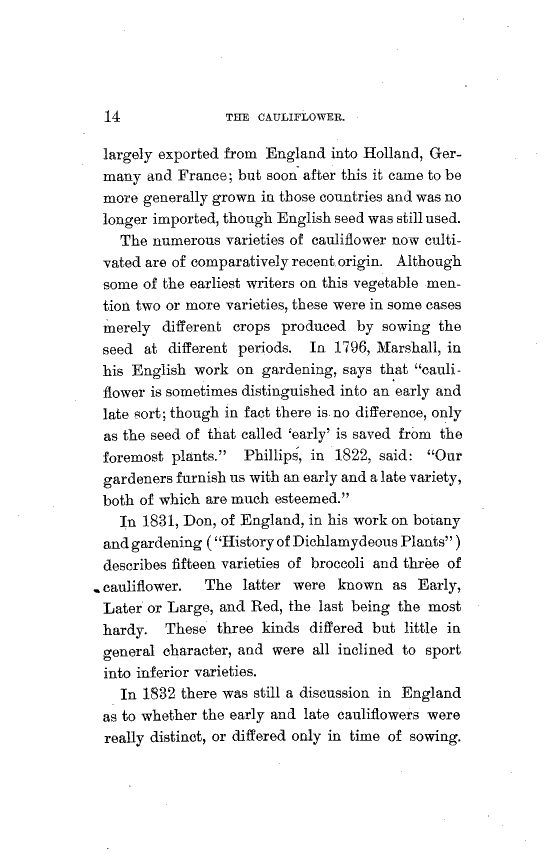 14 THE CAULIFLOWER.
largely exported from England into Holland, Ger-
many and France; but soon after this it came to be
more generally grown in those countries and was no
longer imported, though English seed was still used.
The numerous varieties of cauliflower now culti-
vated are of comparatively recent origin. Although
some of the earliest writers on this vegetable men-
tion two or more varieties, these were in some cases
merely different crops produced by sowing the
seed at different periods. In 1796, Marshall, in
his English work on gardening, says that "cauli-
flower is sometimes distinguished into an early and
late sort; though in fact there is no difference, only
as the seed of that called 'early' is saved from the
foremost plants." Phillips, in 1822, said: "Our
gardeners furnish us with an early and a late variety,
both of which are much esteemed."
In 1831, Don, of England, in his work on botany
and gardening ("History of Dichlamydeous Plants")
describes fifteen varieties of broccoli and three of
cauliflower. The latter were known as Early,
Later or Large, and Red, the last being the most
hardy. These three kinds differed but little in
general character, and were all inclined to sport
into inferior varieties.
In 1832 there was still a discussion in England
as to whether the early and late cauliflowers were
really distinct, or differed only in time of sowing.